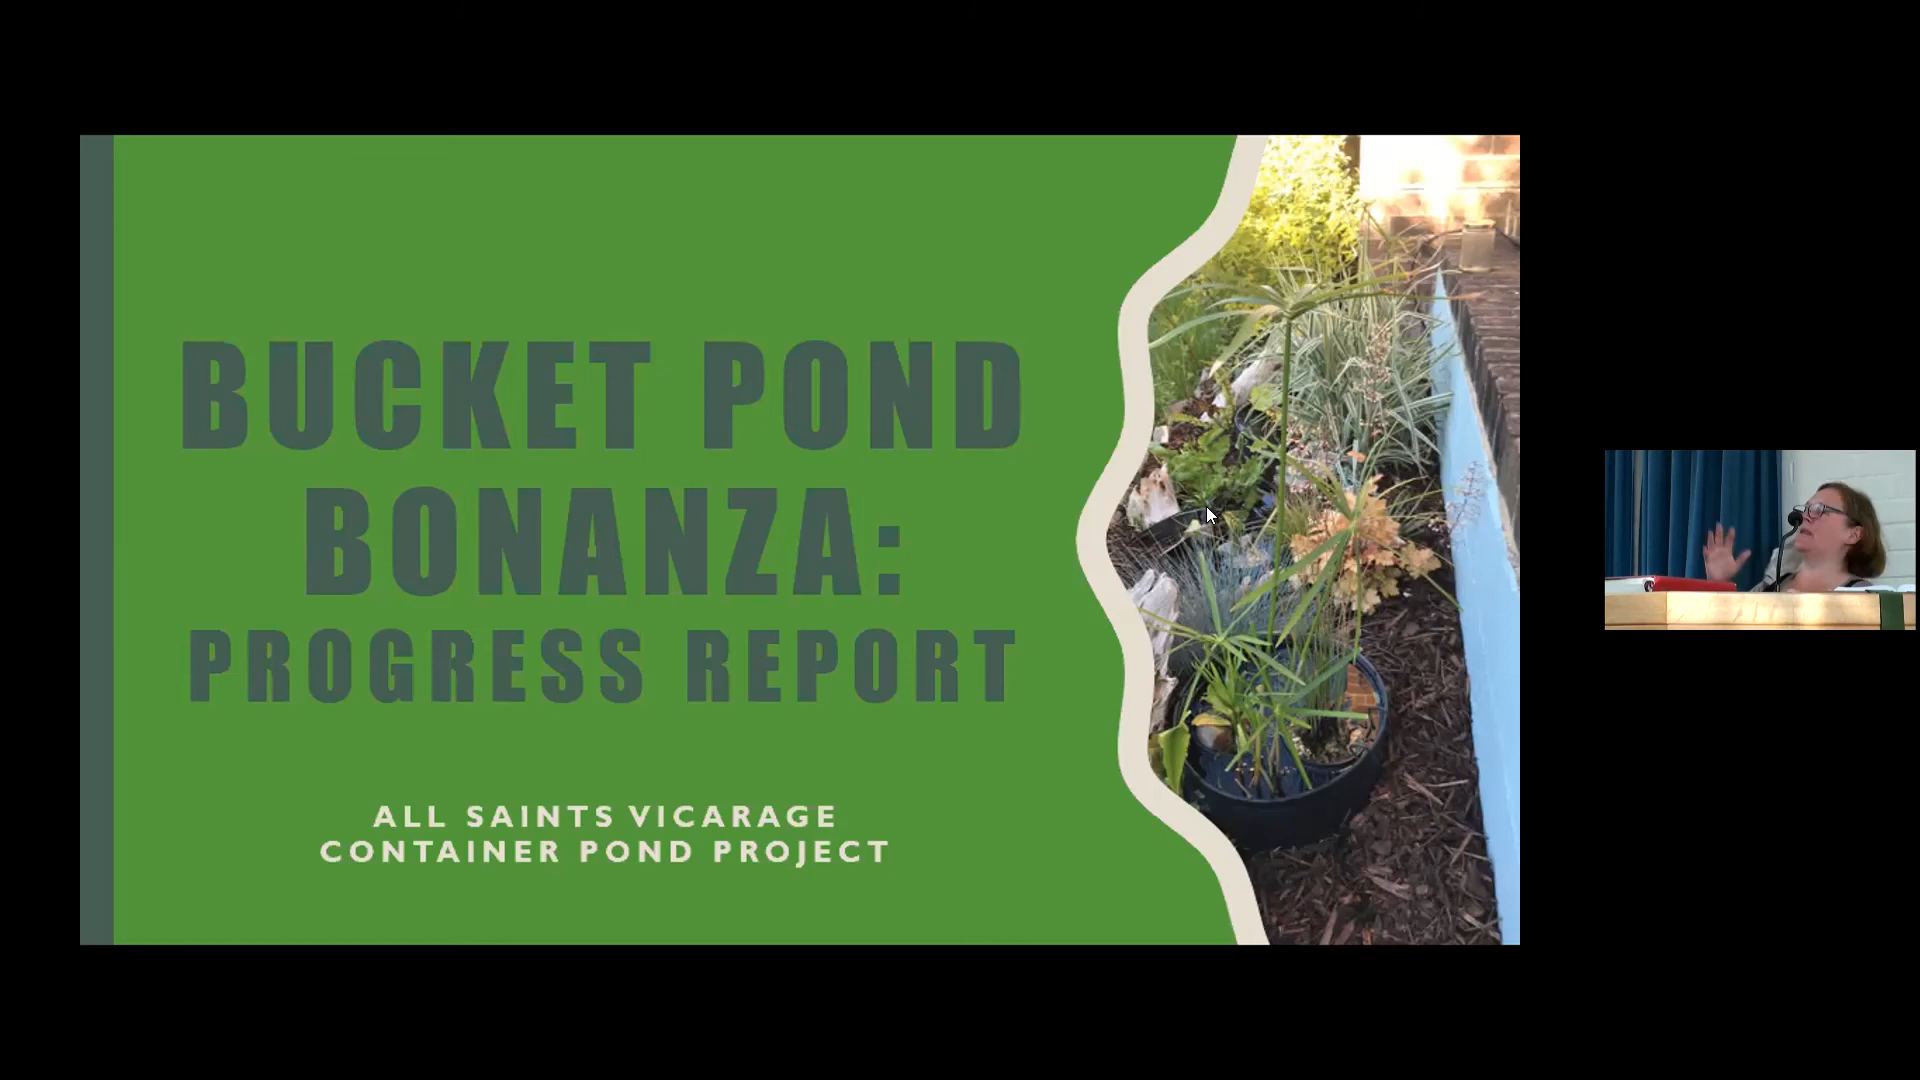 BUCKET POND
BONANZA:
PROGRESS REPORT
ALL SAINTS VICARAGE
CONTAINER POND PROJECT